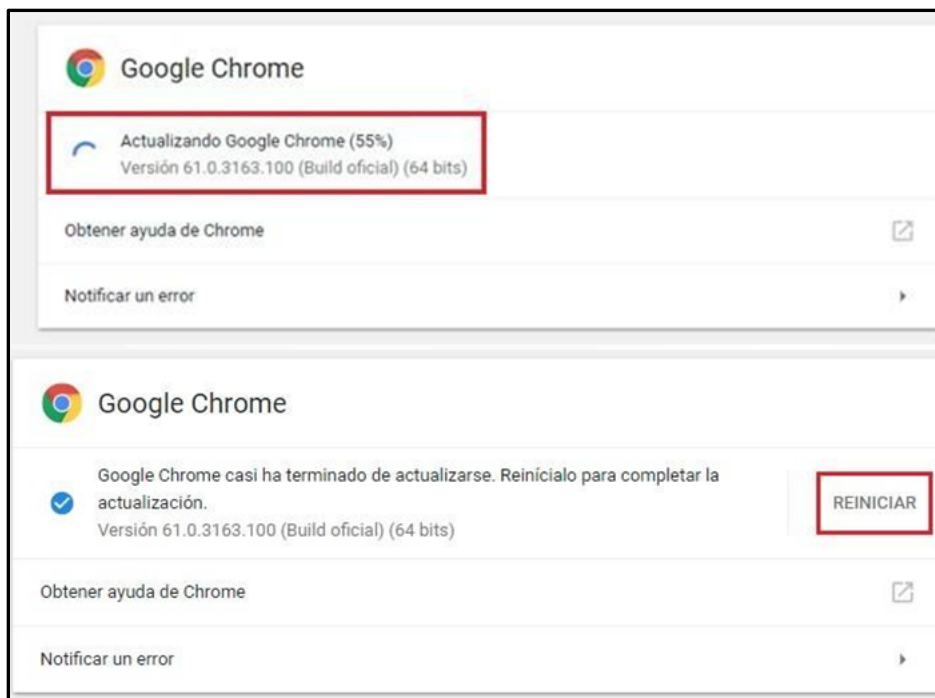 Google Chrome
Actualizando Google Chrome (55%)
Versión 61.0.3163.100 (Build oficial) (64 bits)
Obtener ayuda de Chrome
Notificar un error
Google Chrome
Google Chrome casi ha terminado de actualizarse. Reinícialo para completar la
actualización.
Versión 61.0.3163.100 (Build oficial) (64 bits)
REINICIAR
Obtener ayuda de Chrome
Notificar un error